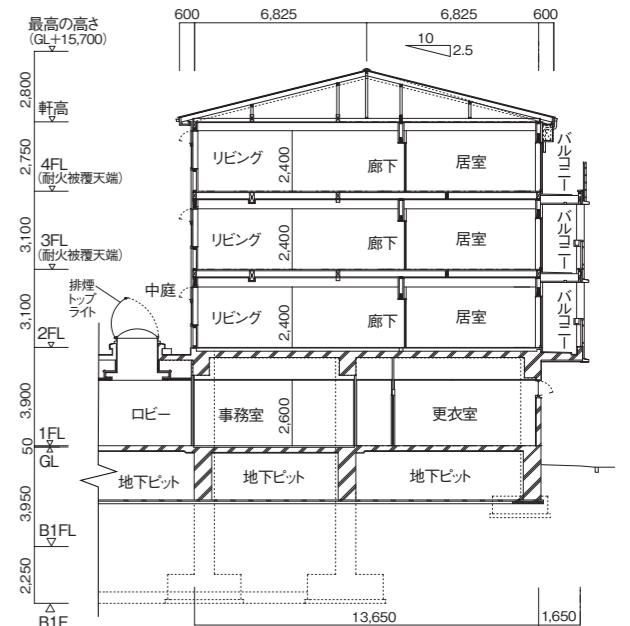 600
6,825
6,825
600
最高の高さ
(GL+15,700)
10
2.5
2,800
軒高
2,750
リビング
2,400
廊下
居室
バルコニー
4FL
(耐火被覆天端)
3,100
リビング
2,400
廊下
居室
バルコニー
3FL
(耐火被覆天端)
排煙
トップ
ライト
中庭
3,100
リビング
2,400
廊下
居室
バルコニー
2FL
3,900
ロビー
事務室
2,600
更衣室
1FL
50
GL
地下ピット
地下ピット
地下ピット
3,950
B1FL
2,250
B1F
13,650
1,650